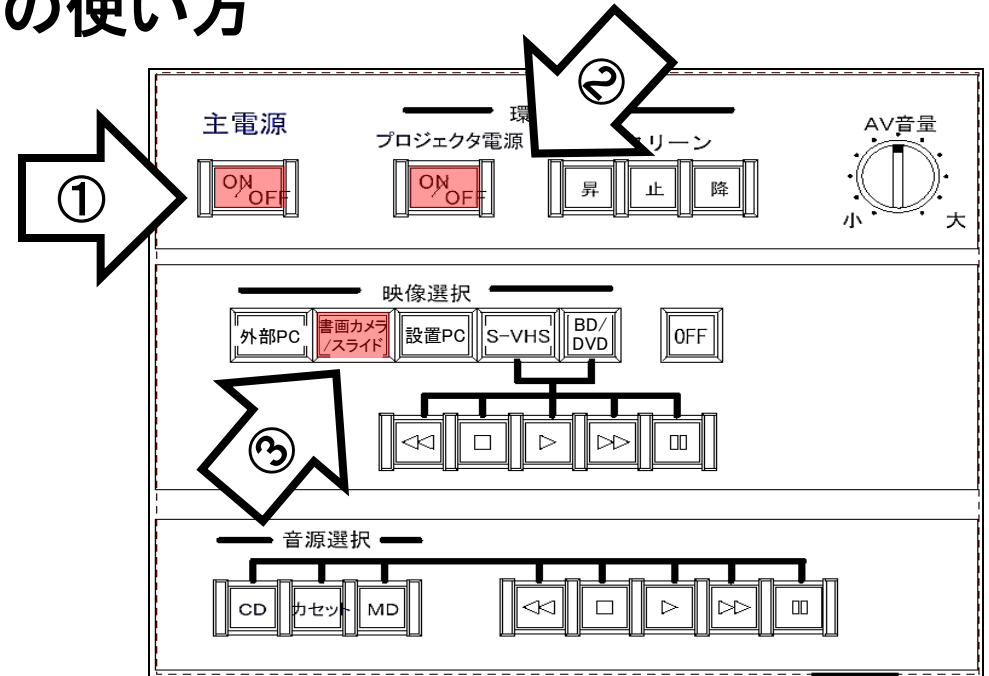 の使い方
②
主電源
環
AV音量
プロジェクタ電源
リーン
①
ON/OFF
ON/OFF
昇
止
降
小
大
映像選択
外部PC
書画カメラ/スライド
設置PC
S-VHS
BD/DVD
OFF
③
音源選択
CD
カセット
MD